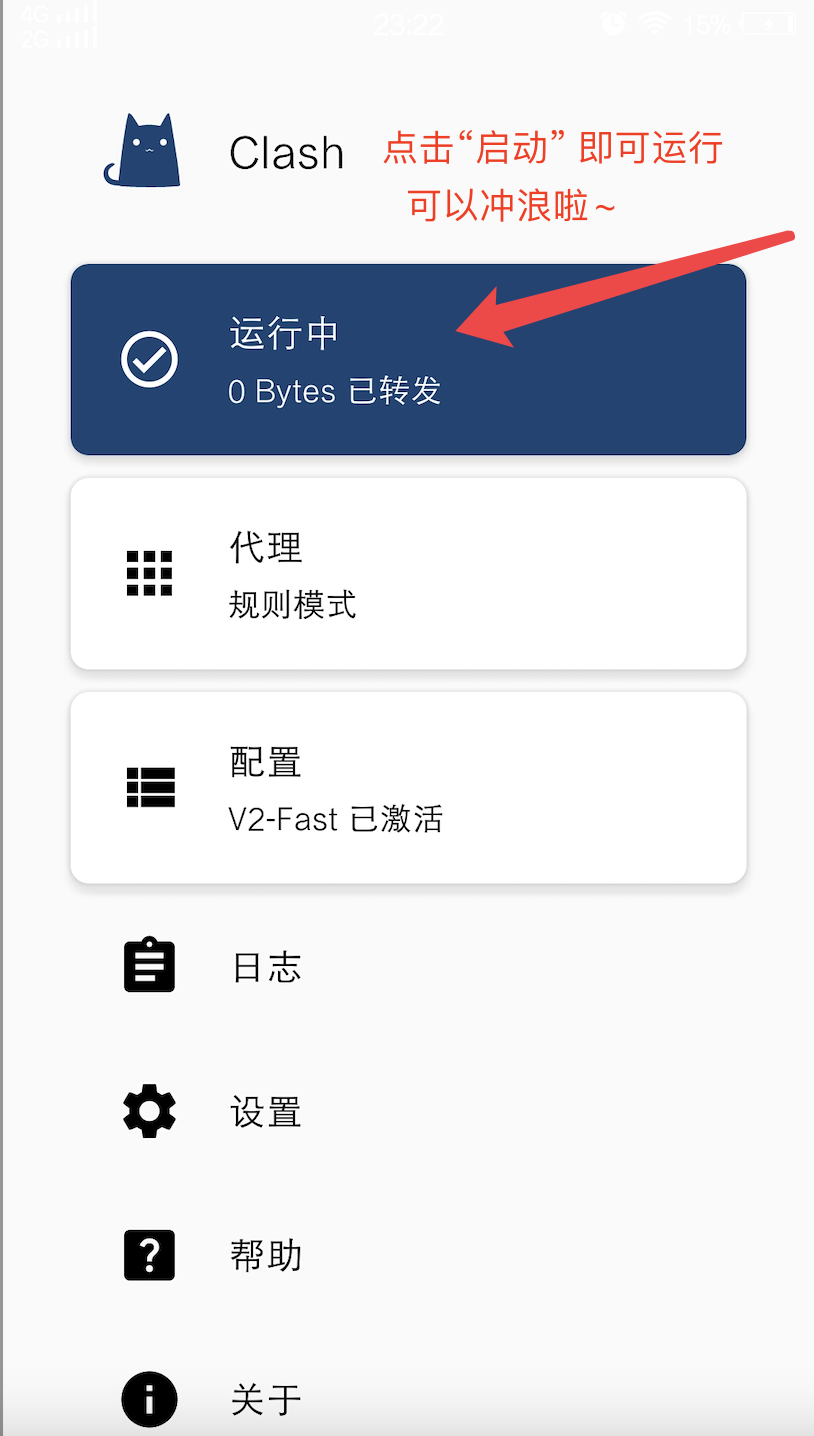 4G
2G
23:22
15%
Clash
点击“启动” 即可运行
可以冲浪啦~
运行中
0 Bytes 已转发
代理
规则模式
配置
V2-Fast 已激活
日志
设置
帮助
关于